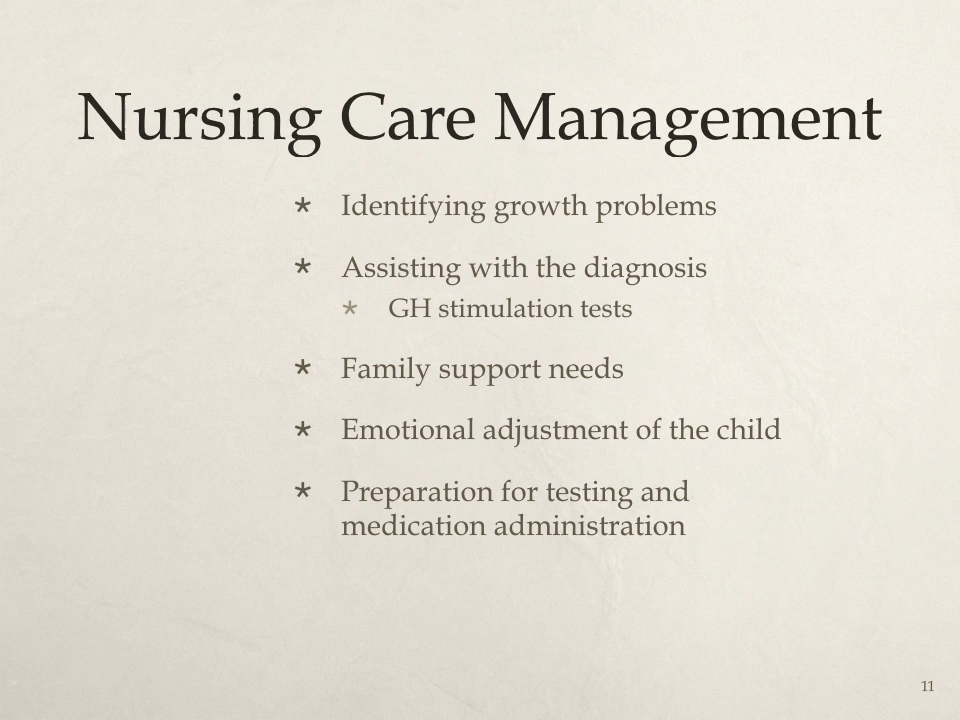 Nursing Care Management
* Identifying growth problems
* Assisting with the diagnosis
* GH stimulation tests
* Family support needs
* Emotional adjustment of the child
* Preparation for testing and
medication administration
11